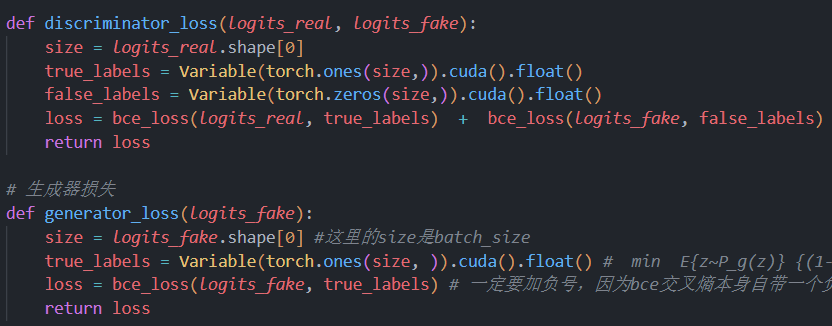 def discriminator_loss(logits_real, logits_fake):
size = logits_real.shape[0]
true_labels = Variable(torch.ones(size,)).cuda().float()
false_labels = Variable(torch.zeros(size,)).cuda().float()
loss = bce_loss(logits_real, true_labels) + bce_loss(logits_fake, false_labels)
return loss
# 生成器损失
def generator_loss(logits_fake):
size = logits_fake.shape[0] #这里的size是batch_size
true_labels = Variable(torch.ones(size, )).cuda().float() # min E{z~P_g(z)} {(1-
loss = bce_loss(logits_fake, true_labels) # 一定要加负号，因为bce交叉熵本身自带一个
return loss